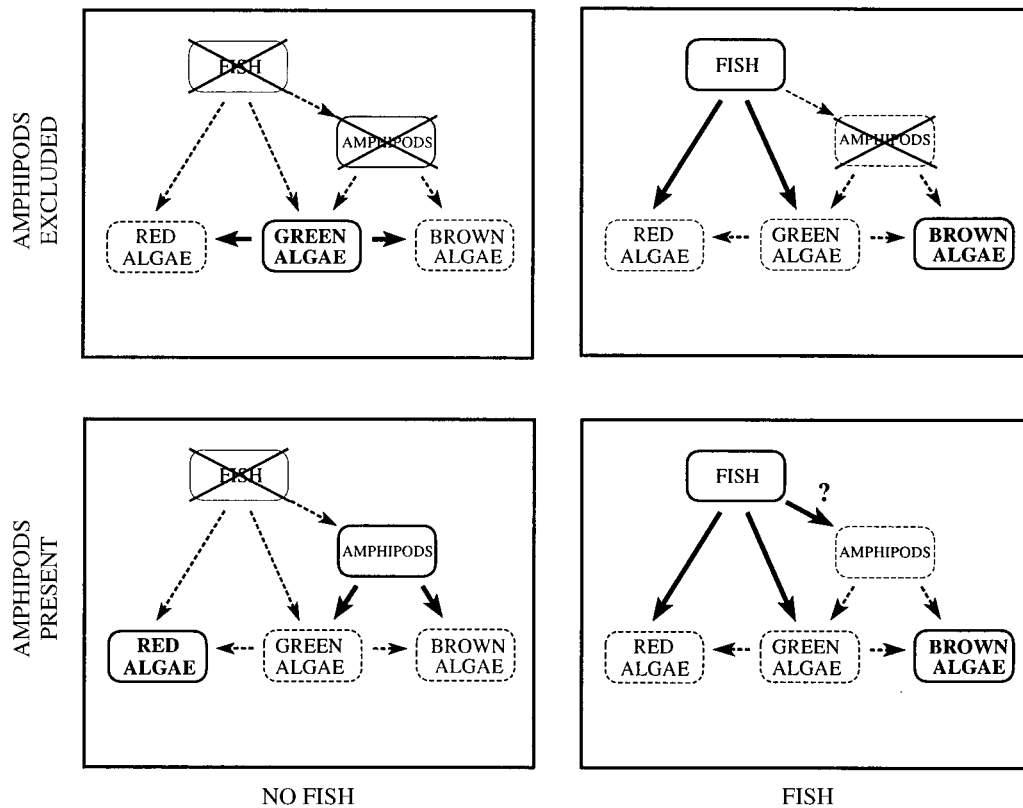 AMPHIPODS
EXCLUDED
FISH
AMPHIPODS
RED
ALGAE
GREEN
ALGAE
BROWN
ALGAE
FISH
AMPHIPODS
RED
ALGAE
GREEN
ALGAE
BROWN
ALGAE
AMPHIPODS
PRESENT
FISH
AMPHIPODS
RED
ALGAE
GREEN
ALGAE
BROWN
ALGAE
FISH
?
AMPHIPODS
RED
ALGAE
GREEN
ALGAE
BROWN
ALGAE
NO FISH
FISH